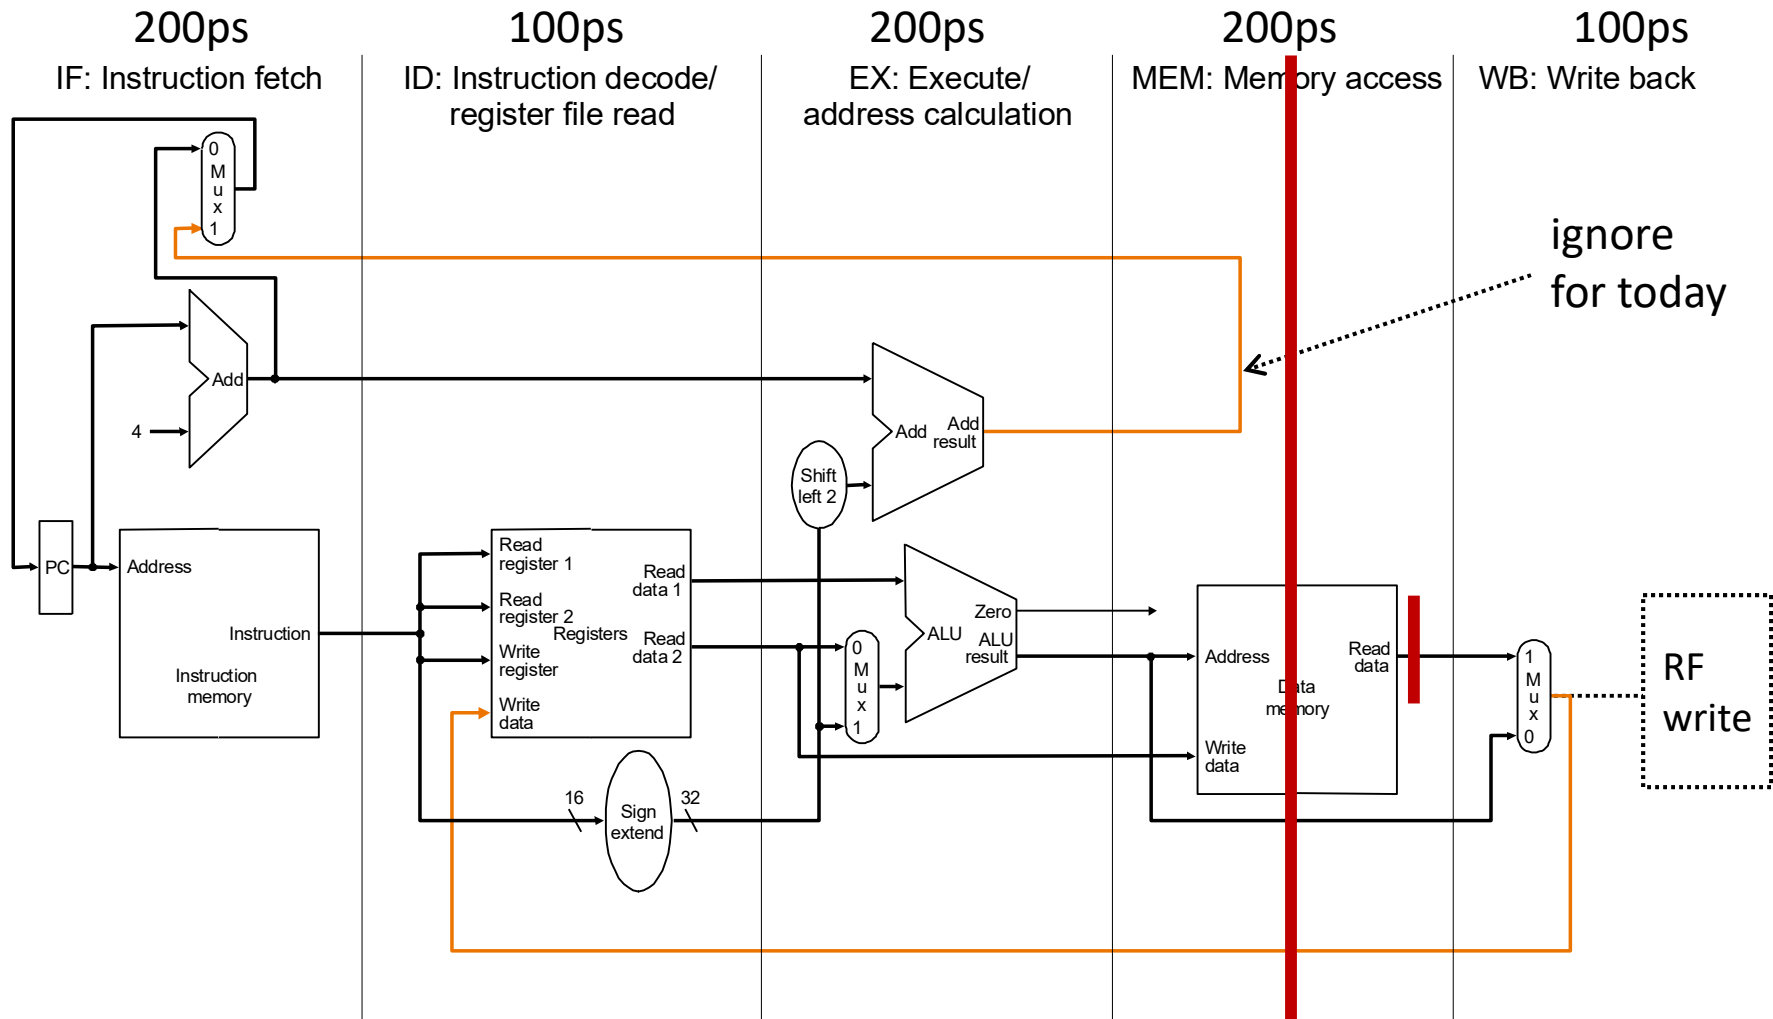 200ps
100ps
200ps
200ps
100ps
IF: Instruction fetch
ID: Instruction decode/
register file read
EX: Execute/
address calculation
MEM: Memory access
WB: Write back
0
M
u
x
1
ignore
for today
Add
4
Add
Add
result
Shift
left 2
PC
Address
Instruction
Instruction
memory
Read
register 1
Read
register 2
Write
register
Write
data
Registers
Read
data 1
Read
data 2
0
M
u
x
1
Zero
ALU
ALU
result
Address
Read
data
Data
memory
Write
data
1
M
u
x
0
RF
write
16
Sign
extend
32